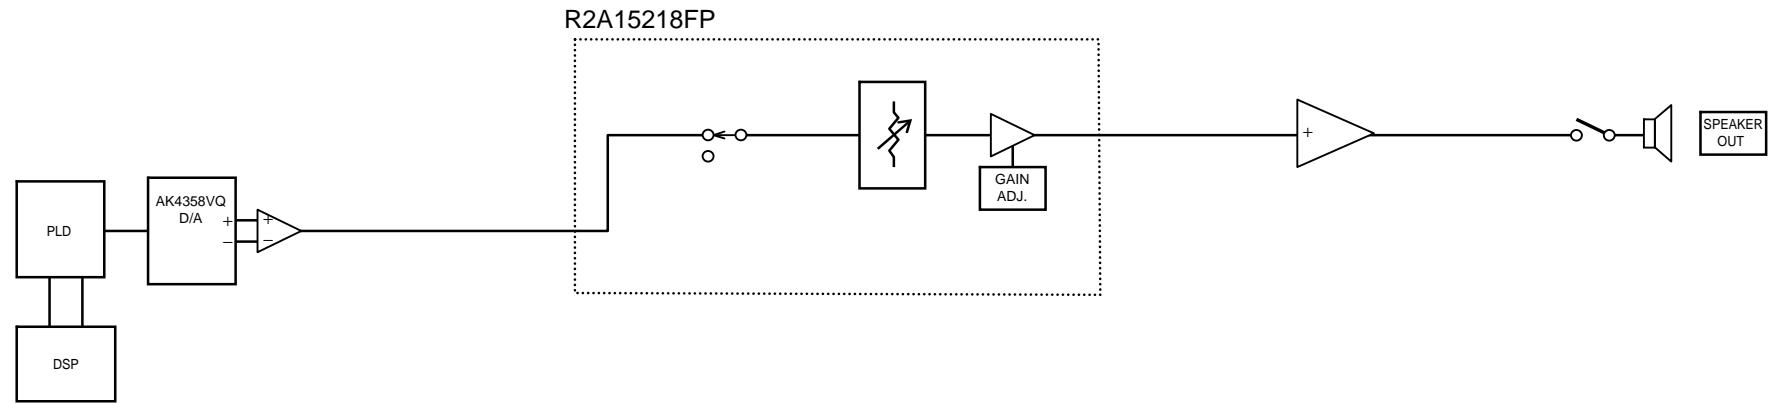 R2A15218FP
GAIN
ADJ.
+
SPEAKER
OUT
PLD
AK4358VQ
D/A
+
−
+
−
DSP